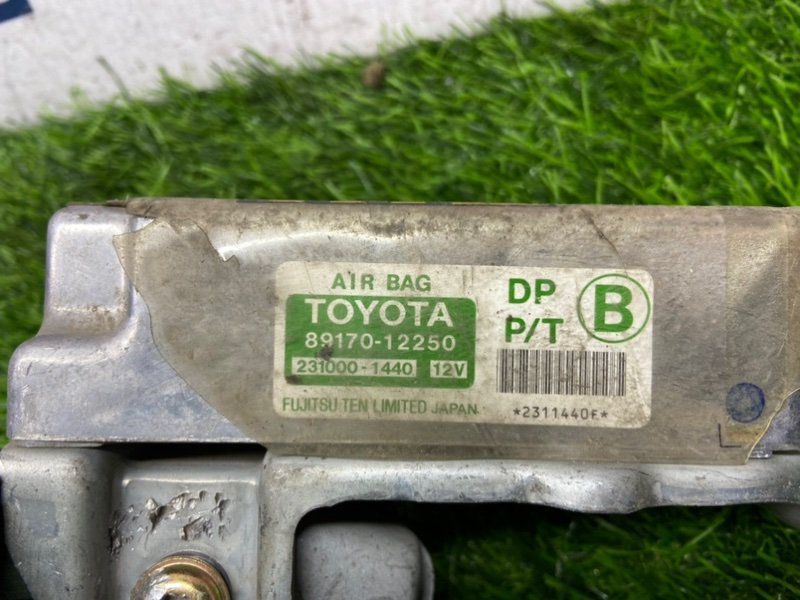 AIR BAG
TOYOTA
89170-12250
231000-1440 12V
FUJITSU TEN LIMITED JAPAN
DP
P/T
B
*2311440F*